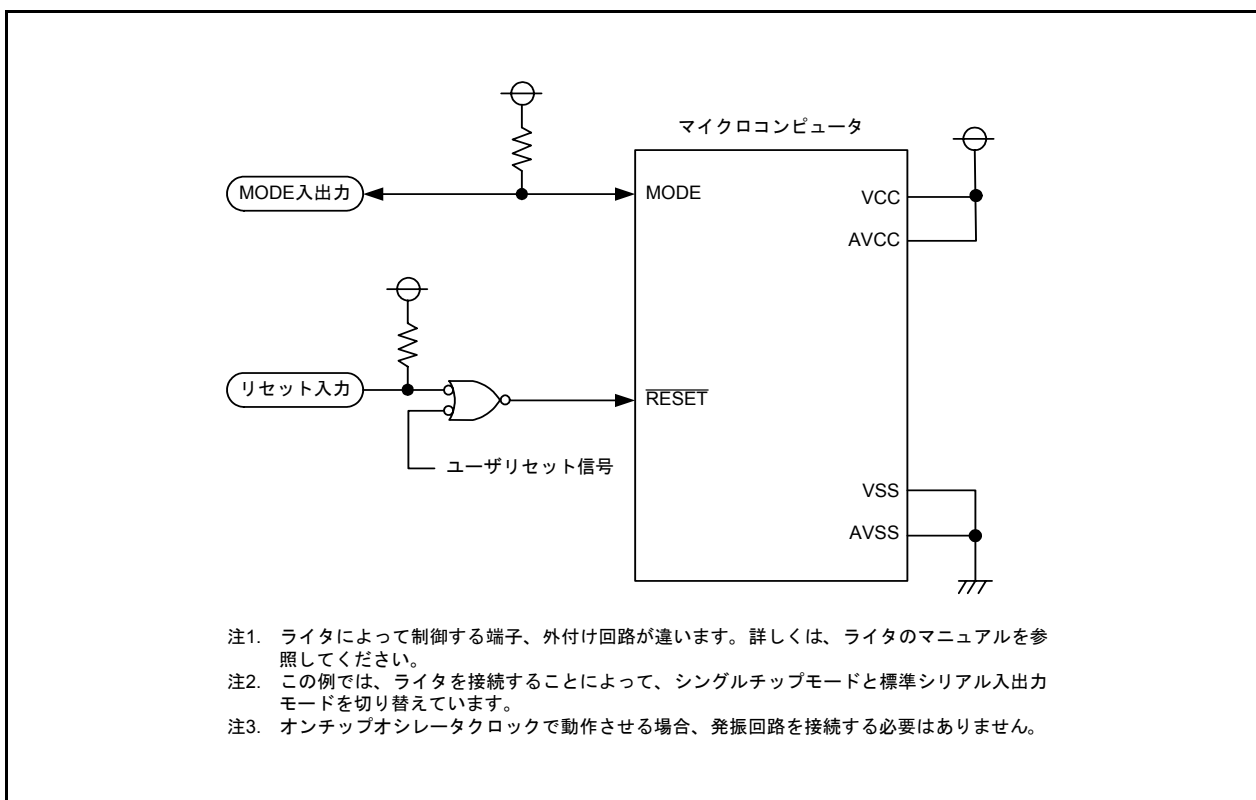 マイクロコンピュータ
MODE入出力
MODE
VCC
AVCC
リセット入力
RESET
ユーザリセット信号
VSS
AVSS
注1. ライタによって制御する端子、外付け回路が違います。詳しくは、ライタのマニュアルを参
照してください。
注2. この例では、ライタを接続することによって、シングルチップモードと標準シリアル入出力
モードを切り替えています。
注3. オンチップオシレータクロックで動作させる場合、発振回路を接続する必要はありません。